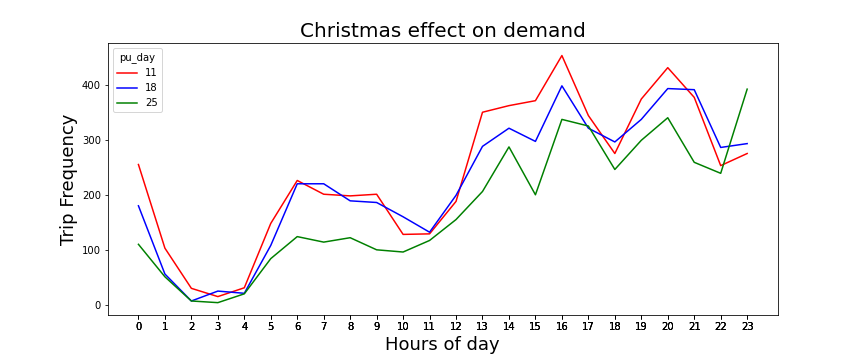 Christmas effect on demand
pu_day
11
18
25
Trip Frequency
400
300
200
100
0
0 1 2 3 4 5 6 7 8 9 10 11 12 13 14 15 16 17 18 19 20 21 22 23
Hours of day